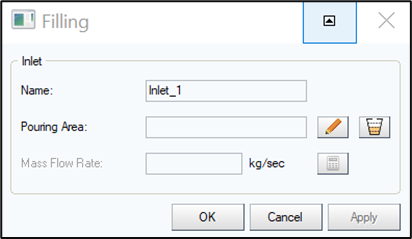 Filling
Inlet
Name: Inlet_1
Pouring Area:
Mass Flow Rate: kg/sec
OK Cancel Apply